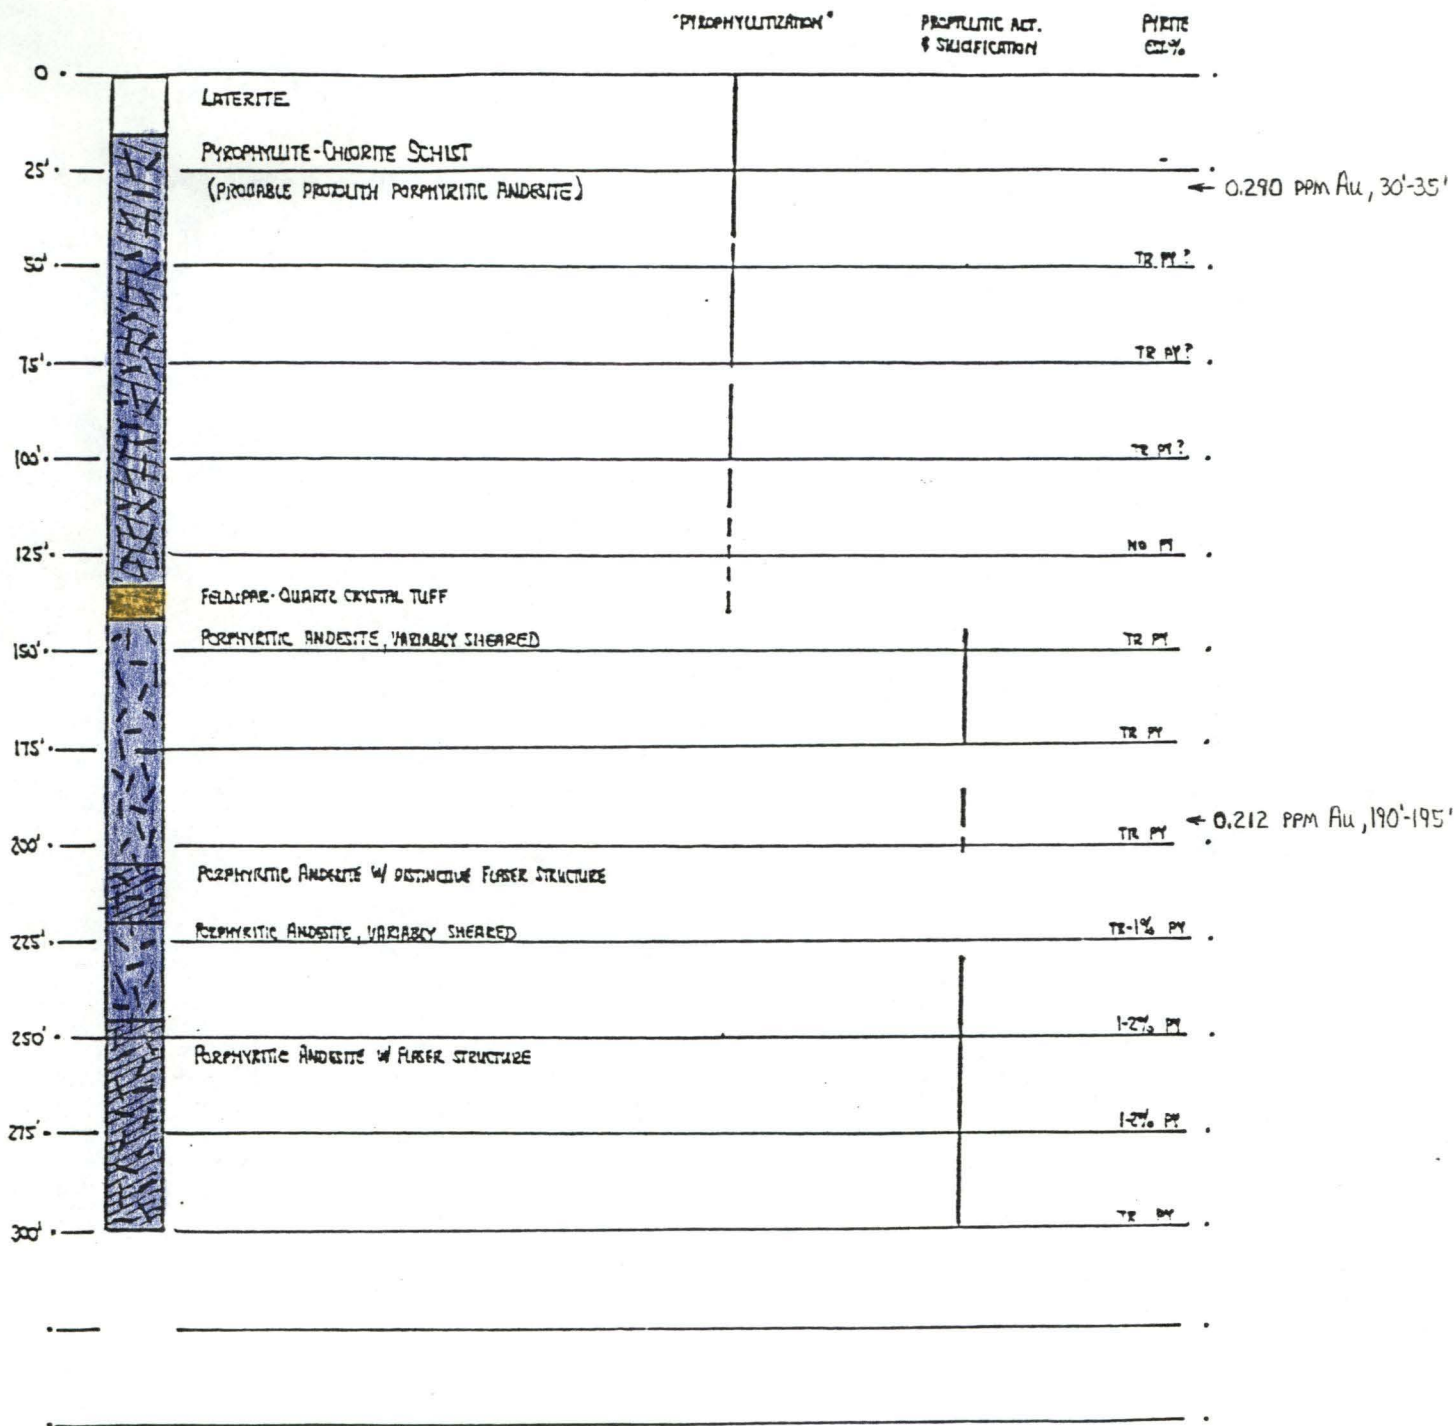 "PYROPHYLLITIZATION"
PROPYLITIC ALT.
& SILICIFICATION
PYRITE
EST.%
0
LATERITE
PYROPHYLLITE-CHLORITE SCHIST
25'
(PROBABLE PROTOLITH PORPHYRITIC ANDESITE)
← 0.290 PPM Au, 30'-35'
50'
TR PY?
75'
TR PY?
100'
TR PY?
125'
NO PY
FELDSPAR-QUARTZ CRYSTAL TUFF
PORPHYRITIC ANDESITE, VARIABLY SHEARED
150'
TR PY
175'
TR PY
← 0.212 PPM Au, 190'-195'
200'
TR PY
PORPHYRITIC ANDESITE W/ DISTINCTIVE FLASER STRUCTURE
PORPHYRITIC ANDESITE, VARIABLY SHEARED
225'
TR-1% PY
250'
1-2% PY
PORPHYRITIC ANDESITE W/ FLASER STRUCTURE
275'
1-2% PY
300'
TR PY